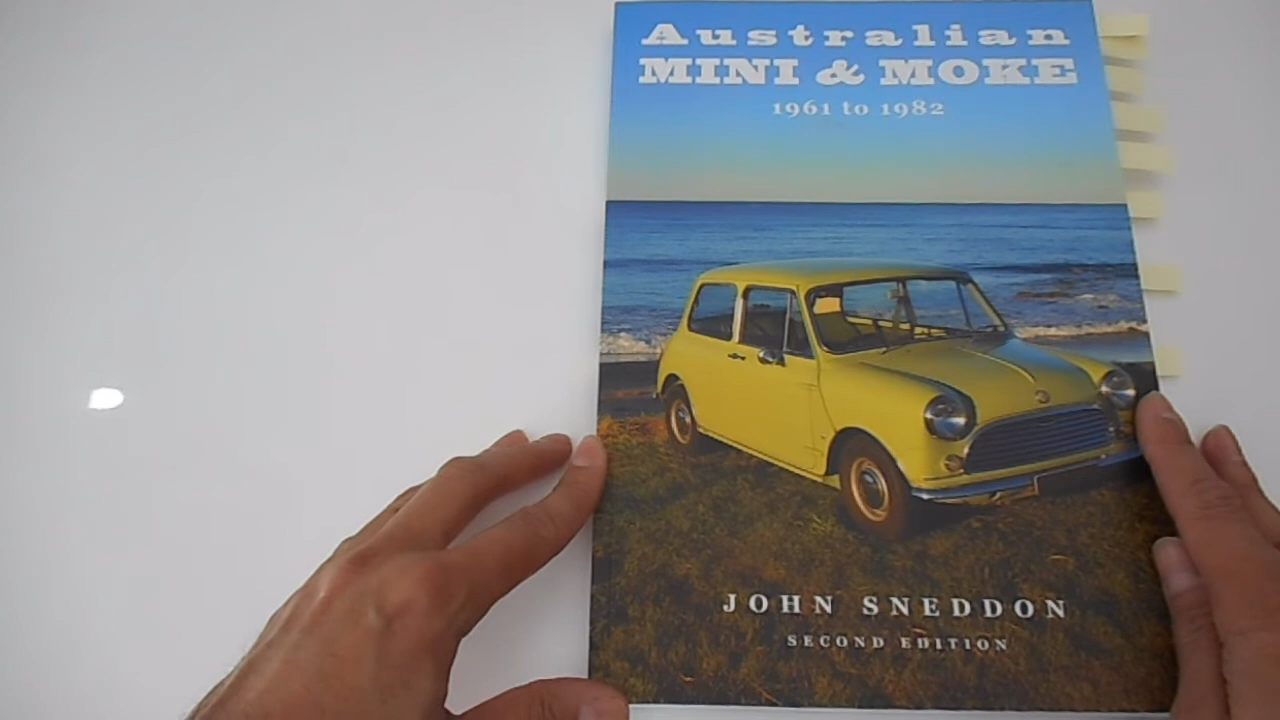 Australian
MINI & MOKE
1961 to 1982
JOHN SNEDDON
SECOND EDITION